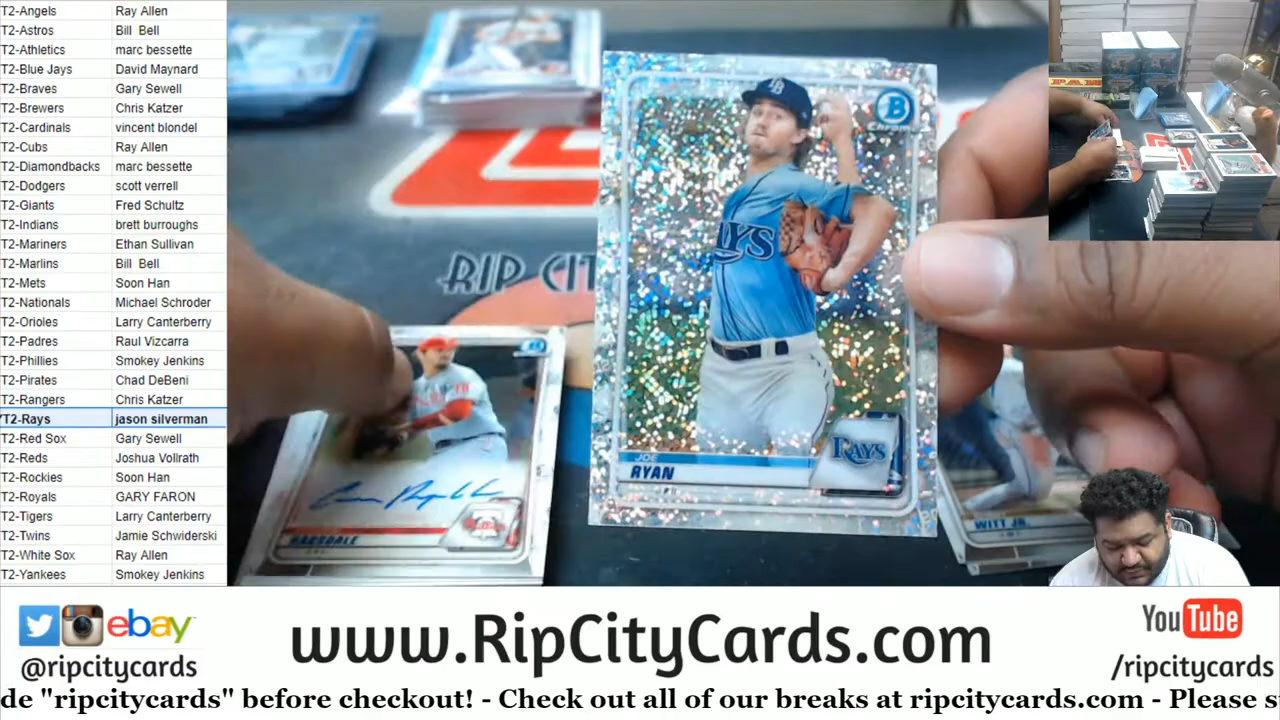 T2-Angels Ray Allen
T2-Astros Bill Bell
T2-Athletics marc bessette
T2-Blue Jays David Maynard
T2-Braves Gary Sewell
T2-Brewers Chris Katzer
T2-Cardinals vincent blondel
T2-Cubs Ray Allen
T2-Diamondbacks marc bessette
T2-Dodgers scott verrell
T2-Giants Fred Schultz
T2-Indians brett burroughs
T2-Mariners Ethan Sullivan
T2-Marlins Bill Bell
T2-Mets Soon Han
T2-Nationals Michael Schroder
T2-Orioles Larry Canterberry
T2-Padres Raul Vizcarra
T2-Phillies Smokey Jenkins
T2-Pirates Chad DeBeni
T2-Rangers Chris Katzer
T2-Rays jason silverman
T2-Red Sox Gary Sewell
T2-Reds Joshua Vollrath
T2-Rockies Soon Han
T2-Royals GARY FARON
T2-Tigers Larry Canterberry
T2-Twins Jamie Schwiderski
T2-White Sox Ray Allen
T2-Yankees Smokey Jenkins
RIP CIT
B
Chrome
RAYS
JOE
RYAN
RAYS
RAGSDALE
WITT JR.
ebay
@ripcitycards
www.RipCityCards.com
YouTube
/ripcitycards
de "ripcitycards" before checkout! - Check out all of our breaks at ripcitycards.com - Please s